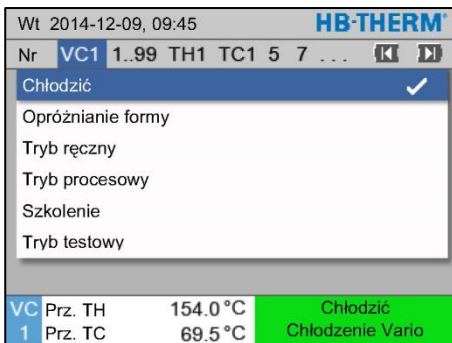 Wt 2014-12-09, 09:45 HB-THERM®
Nr VC1 1..99 TH1 TC1 5 7 ...
Chłodzić
Opróżnianie formy
Tryb ręczny
Tryb procesowy
Szkolenie
Tryb testowy
VC Prz. TH 154.0 °C Chłodzić
1 Prz. TC 69.5 °C Chłodzenie Vario